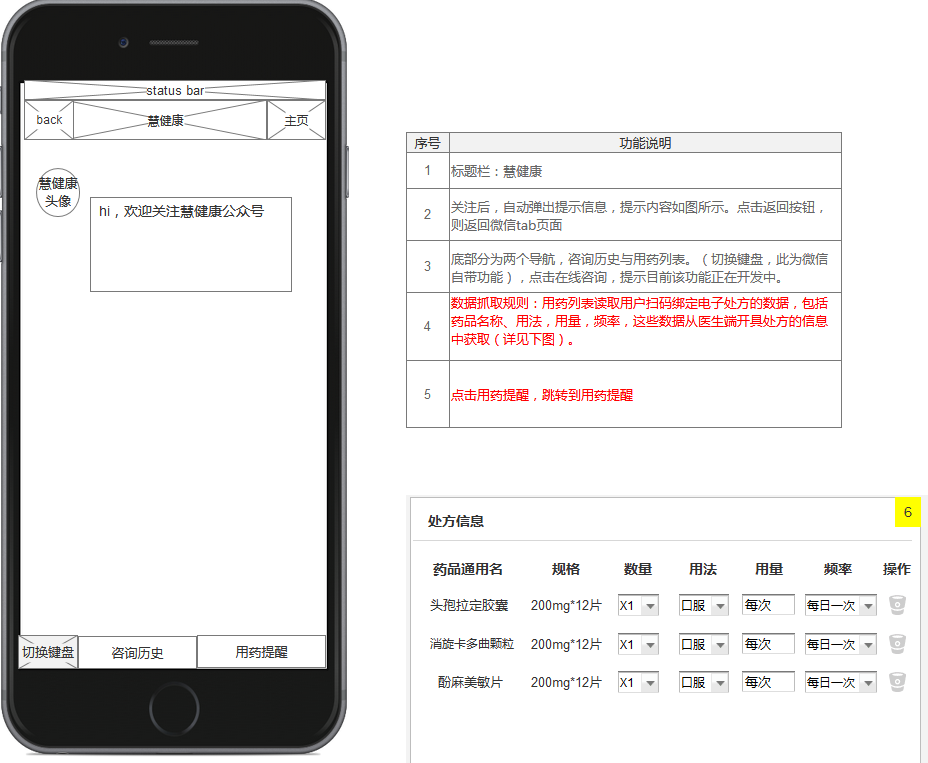 status bar
back
慧健康
主页
慧健康
头像
hi，欢迎关注慧健康公众号
切换键盘
咨询历史
用药提醒
序号 功能说明
1 标题栏：慧健康
2 关注后，自动弹出提示信息，提示内容如图所示。点击返回按钮，
则返回微信tab页面
3 底部分为两个导航，咨询历史与用药列表。（切换键盘，此为微信
自带功能），点击在线咨询，提示目前该功能正在开发中。
4 数据抓取规则：用药列表读取用户扫码绑定电子处方的数据，包括
药品名称、用法，用量，频率，这些数据从医生端开具处方的信息
中获取（详见下图）。
5 点击用药提醒，跳转到用药提醒
处方信息 6
药品通用名 规格 数量 用法 用量 频率 操作
头孢拉定胶囊 200mg*12片 X1 口服 每次 每日一次
消旋卡多曲颗粒 200mg*12片 X1 口服 每次 每日一次
酚麻美敏片 200mg*12片 X1 口服 每次 每日一次